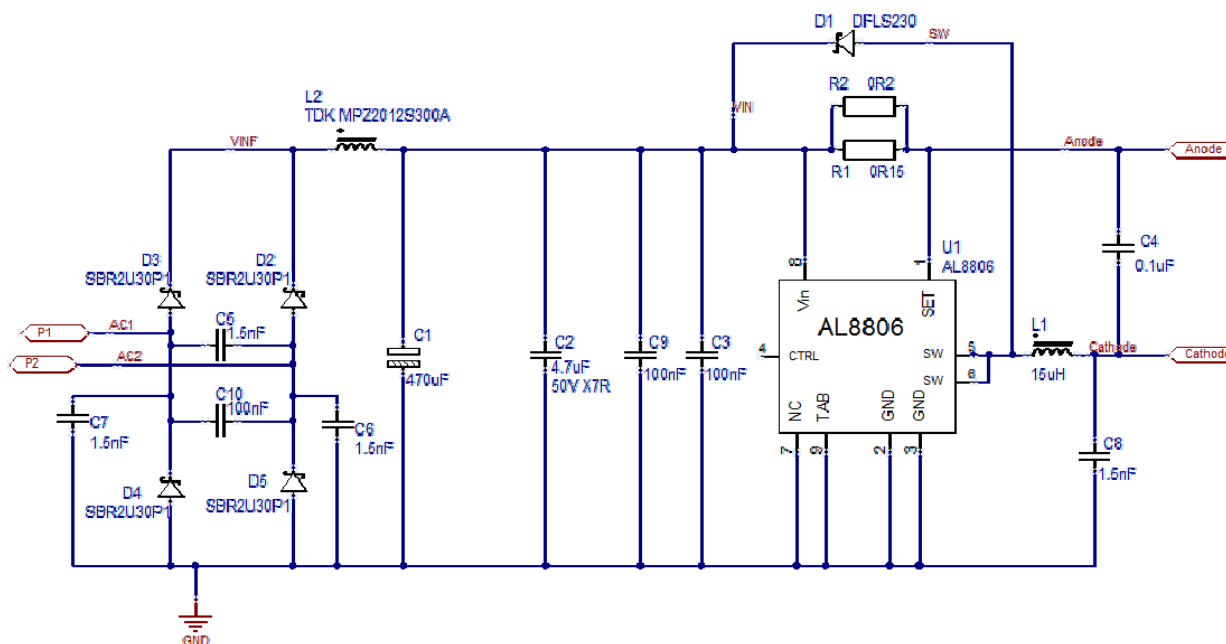 D1 DFLS230
SW
R2 0R2
L2
TDK MPZ2012S300A
VIN
VINF
Anode
Anode
R1 0R15
D3
SBR2U30P1
D2
SBR2U30P1
U1
AL8806
C4
0.1uF
8
1
Vin
SET
AL8806
P1
AC1
C5
1.5nF
P2
AC2
C1
470uF
C2
4.7uF
50V X7R
C9
100nF
C3
100nF
4
CTRL
SW
5
SW
6
L1
15uH
Cathode
Cathode
C10
100nF
C7
1.5nF
C6
1.5nF
NC
TAB
GND
GND
7
9
2
3
C8
1.5nF
D4
SBR2U30P1
D5
SBR2U30P1
GND